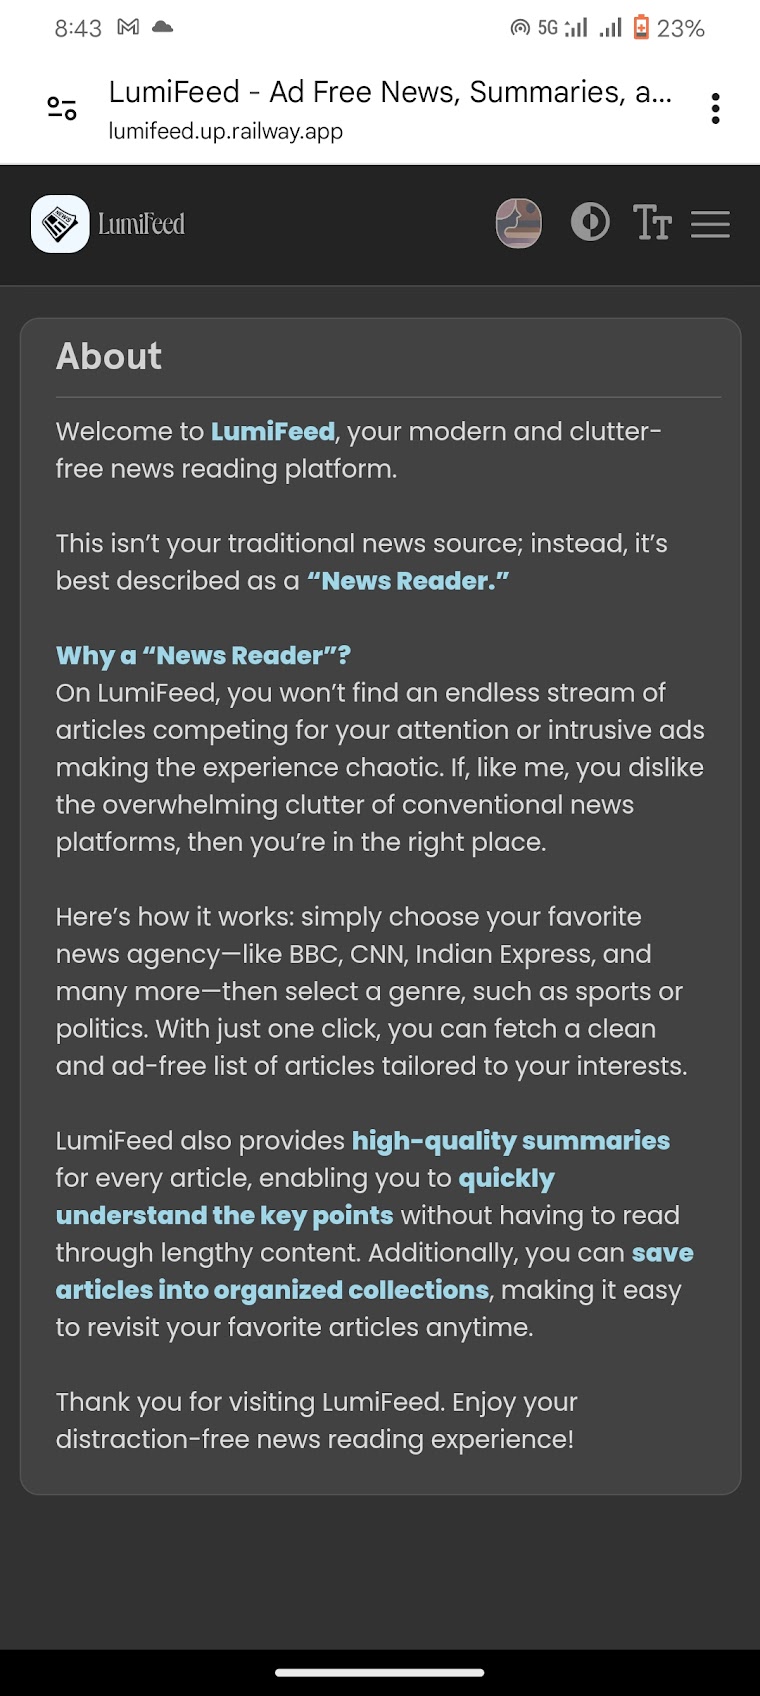 8:43 5G 23%
LumiFeed - Ad Free News, Summaries, a...
lumifeed.up.railway.app
NEWS LumiFeed TT
About
Welcome to LumiFeed, your modern and clutter-
free news reading platform.
This isn’t your traditional news source; instead, it’s
best described as a “News Reader.”
Why a “News Reader”?
On LumiFeed, you won’t find an endless stream of
articles competing for your attention or intrusive ads
making the experience chaotic. If, like me, you dislike
the overwhelming clutter of conventional news
platforms, then you’re in the right place.
Here’s how it works: simply choose your favorite
news agency—like BBC, CNN, Indian Express, and
many more—then select a genre, such as sports or
politics. With just one click, you can fetch a clean
and ad-free list of articles tailored to your interests.
LumiFeed also provides high-quality summaries
for every article, enabling you to quickly
understand the key points without having to read
through lengthy content. Additionally, you can save
articles into organized collections, making it easy
to revisit your favorite articles anytime.
Thank you for visiting LumiFeed. Enjoy your
distraction-free news reading experience!